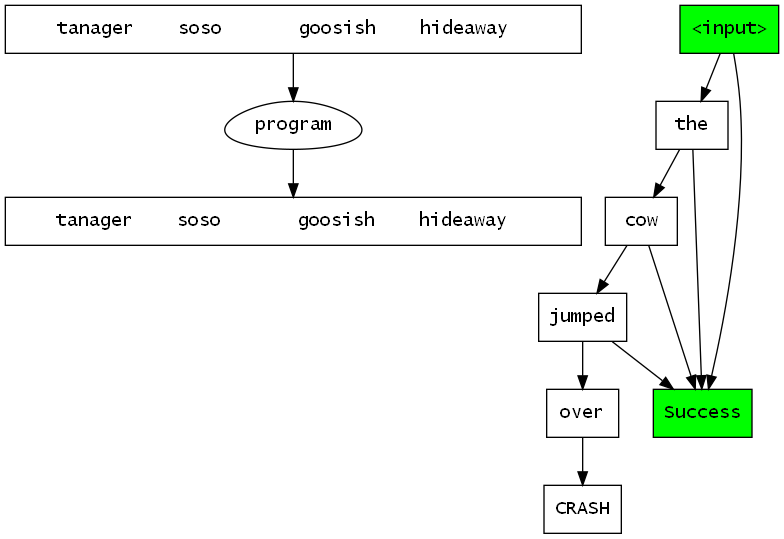 tanager soso goosish hideaway
program
tanager soso goosish hideaway
<input>
the
cow
jumped
over
Success
CRASH